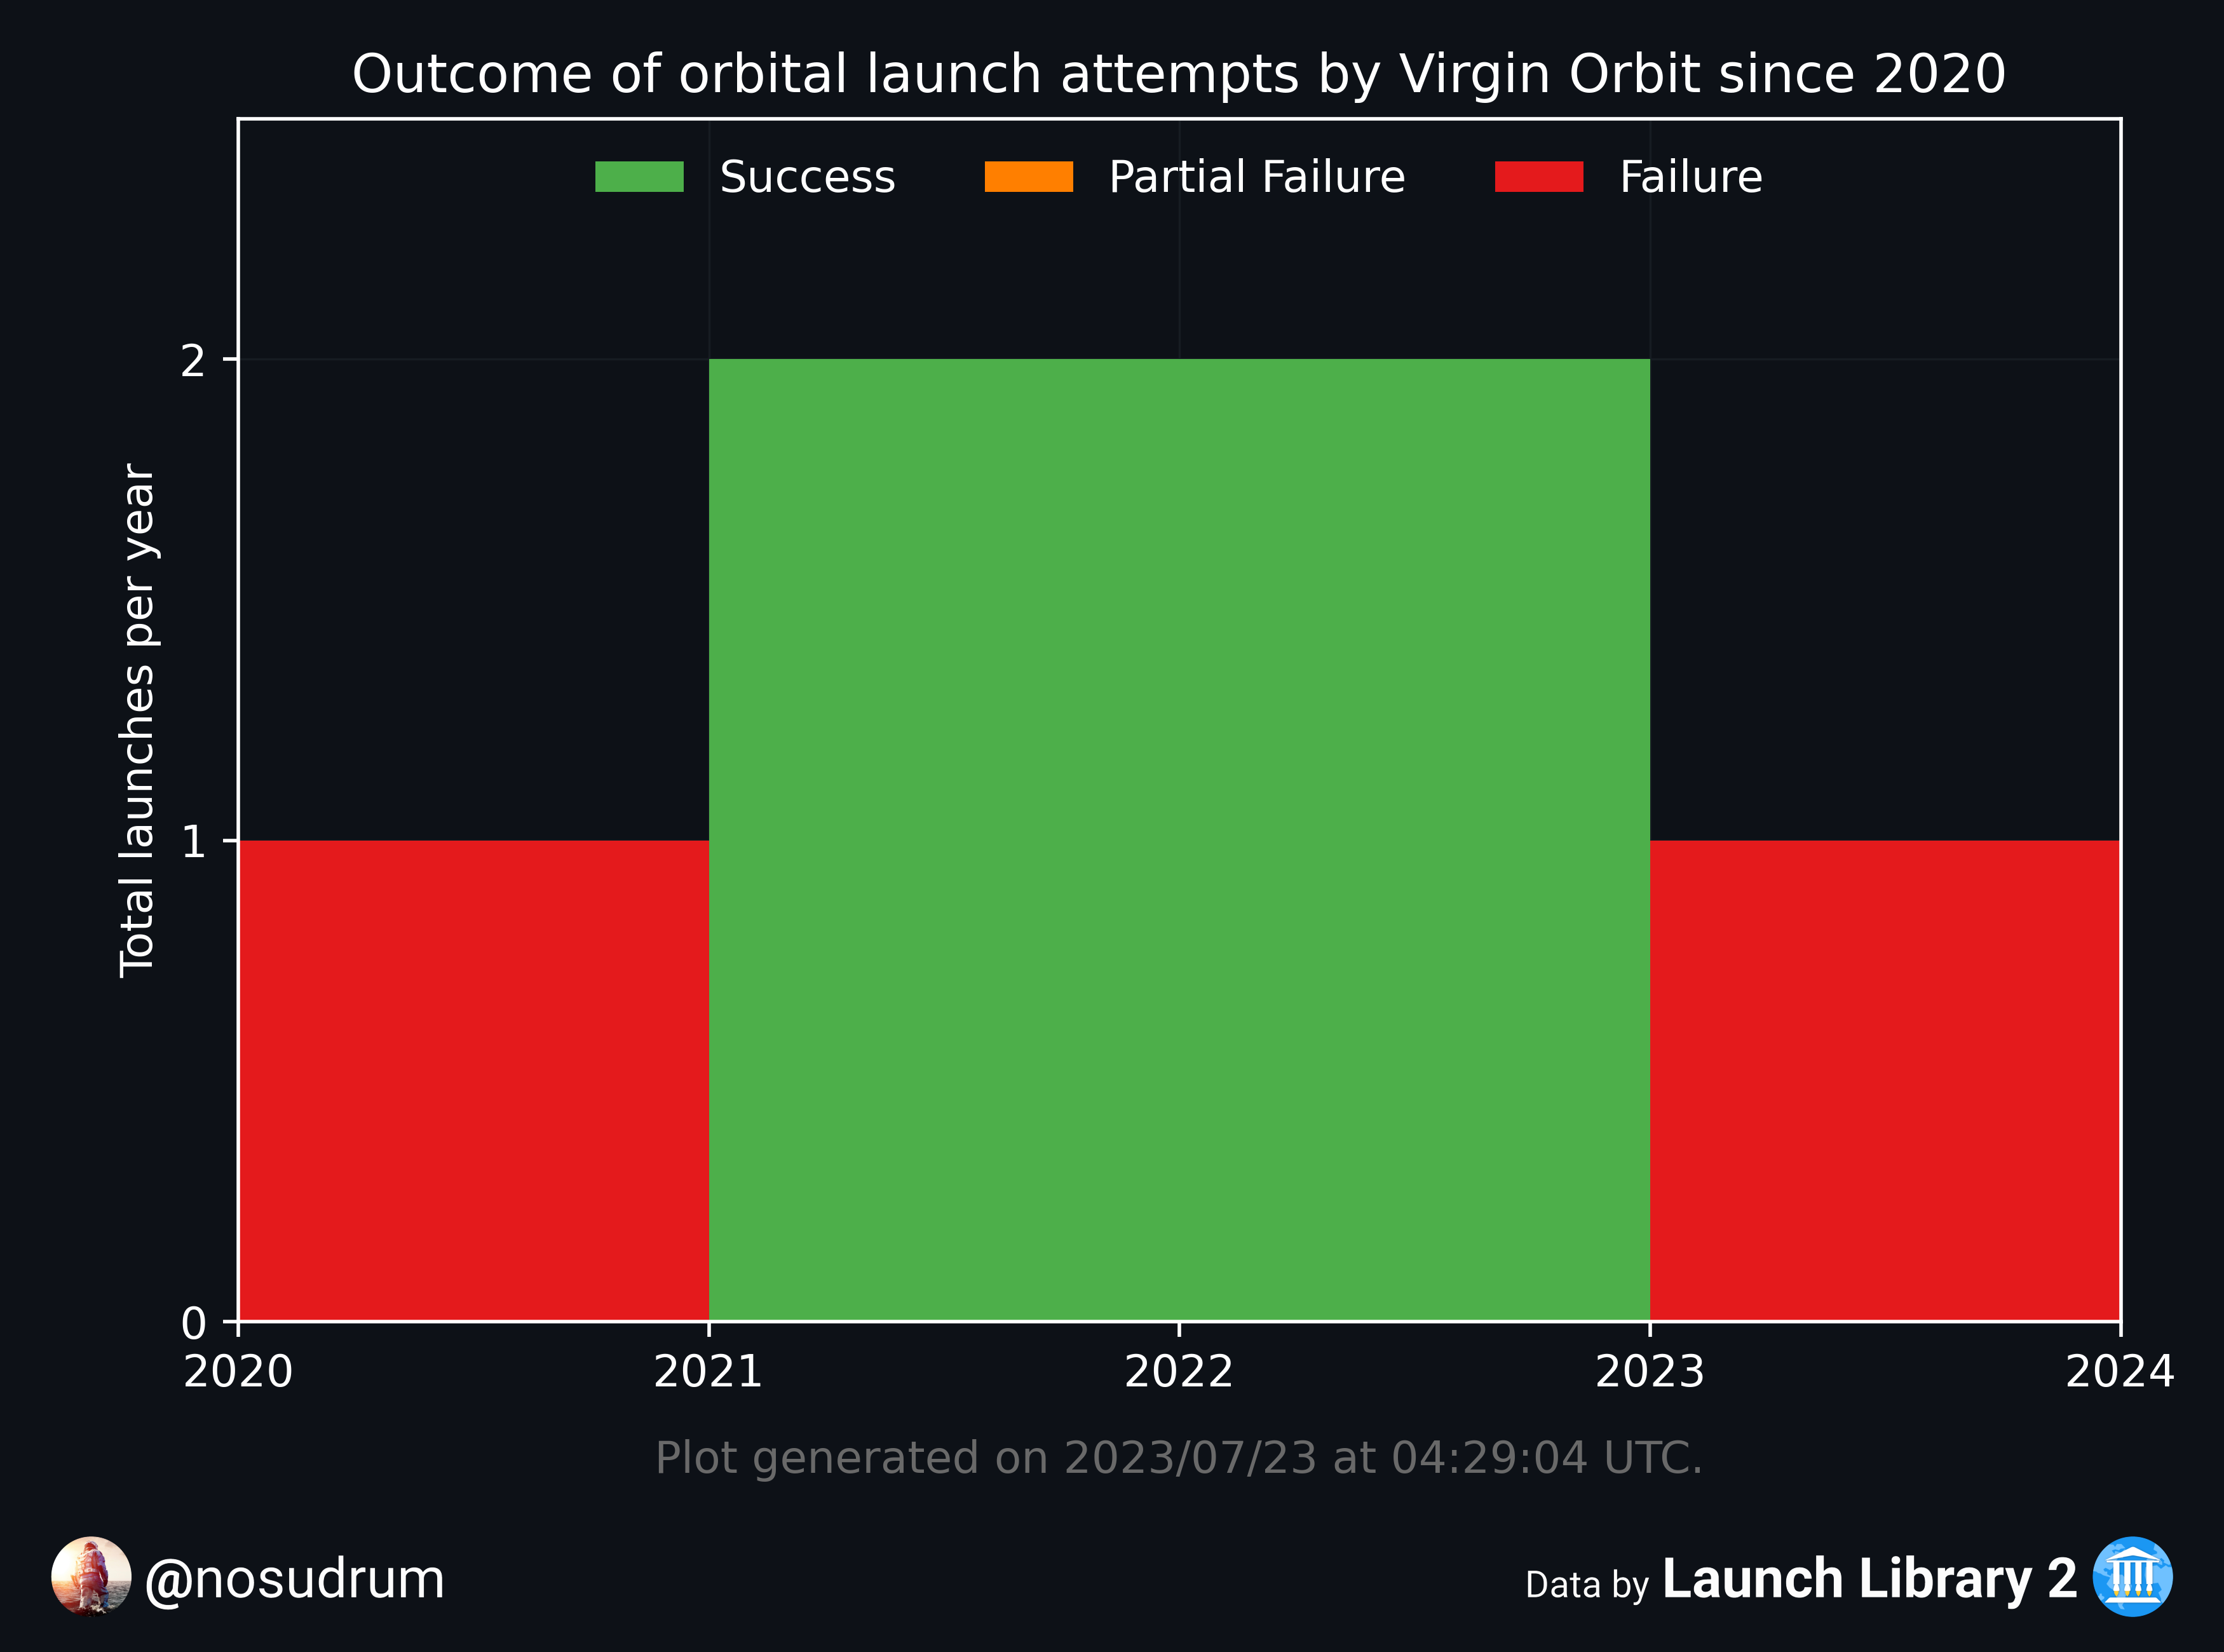 Outcome of orbital launch attempts by Virgin Orbit since 2020
Success Partial Failure Failure
Total launches per year
2
1
0
2020 2021 2022 2023 2024
Plot generated on 2023/07/23 at 04:29:04 UTC.
@nosudrum
Data by Launch Library 2